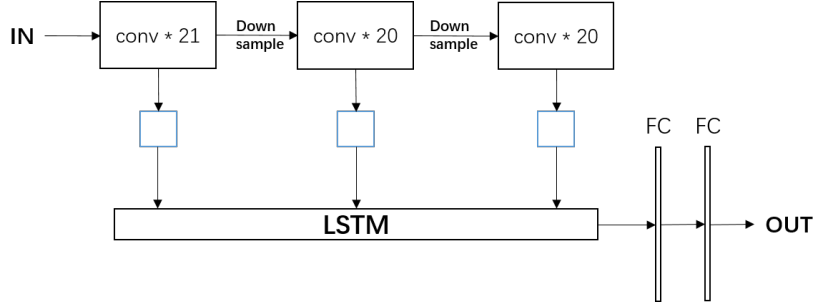 IN
conv * 21
Down
sample
conv * 20
Down
sample
conv * 20
FC
FC
LSTM
OUT